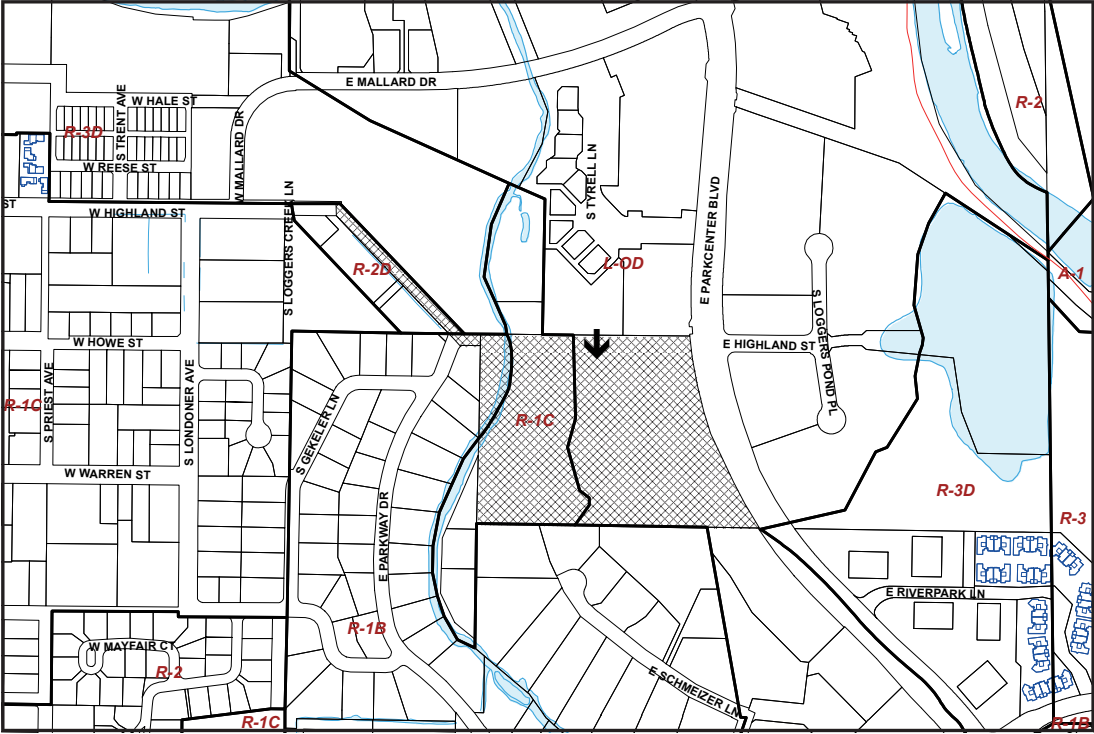 E MALLARD DR
W HALE ST
R-2
S TRENT AVE
R-3D
W MALLARD DR
W REESE ST
S TYRELL LN
ST
W HIGHLAND ST
S LOGGERS CREEK LN
E PARKCENTER BLVD
R-2D
L-OD
A-1
S LOGGERS POND PL
W HOWE ST
E HIGHLAND ST
S PRIEST AVE
S LONDONER AVE
R-1C
S GEKELER LN
R-1C
W WARREN ST
R-3D
E PARKWAY DR
R-3
E RIVERPARK LN
R-1B
W MAYFAIR CT
R-2
E SCHMEIZER LN
R-1C
R-1B